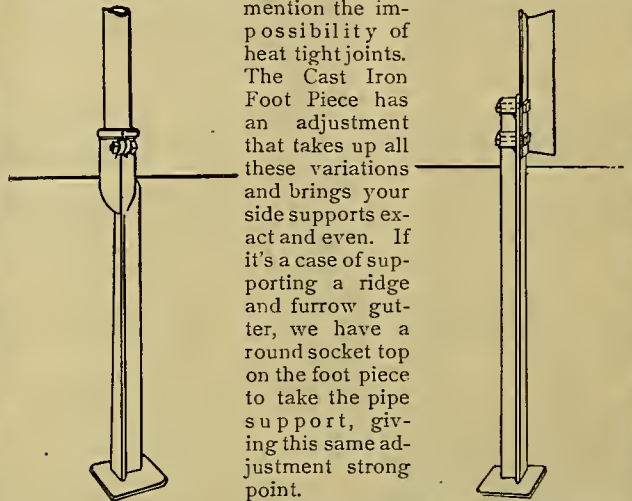 mention the im-
possibility of
heat tight joints.
The Cast Iron
Foot Piece has
an adjustment
that takes up all
these variations
and brings your
side supports ex-
act and even. If
it's a case of sup-
porting a ridge
and furrow gut-
ter, we have a
round socket top
on the foot piece
to take the pipe
support, giv-
ing this same ad-
justment strong
point.